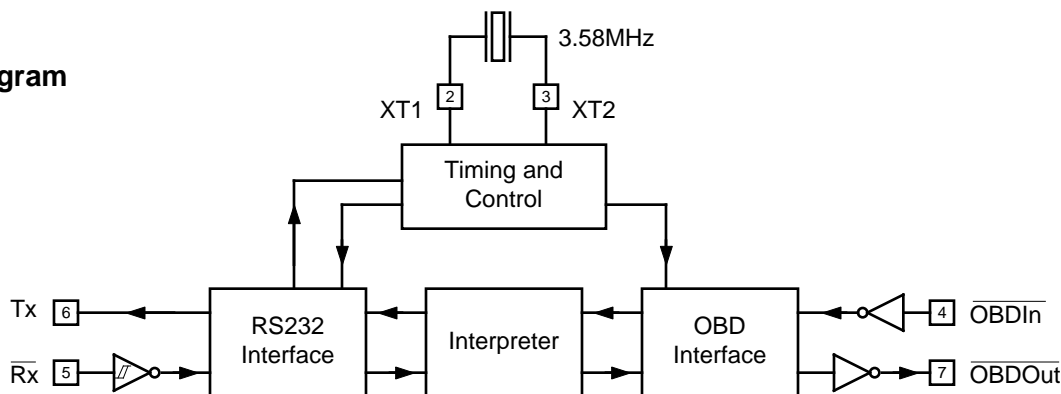 3.58MHz
gram
2
3
XT1
XT2
Timing and
Control
Tx
6
RS232
Interface
Interpreter
OBD
Interface
4
OBDIn
Rx
5
7
OBDOut